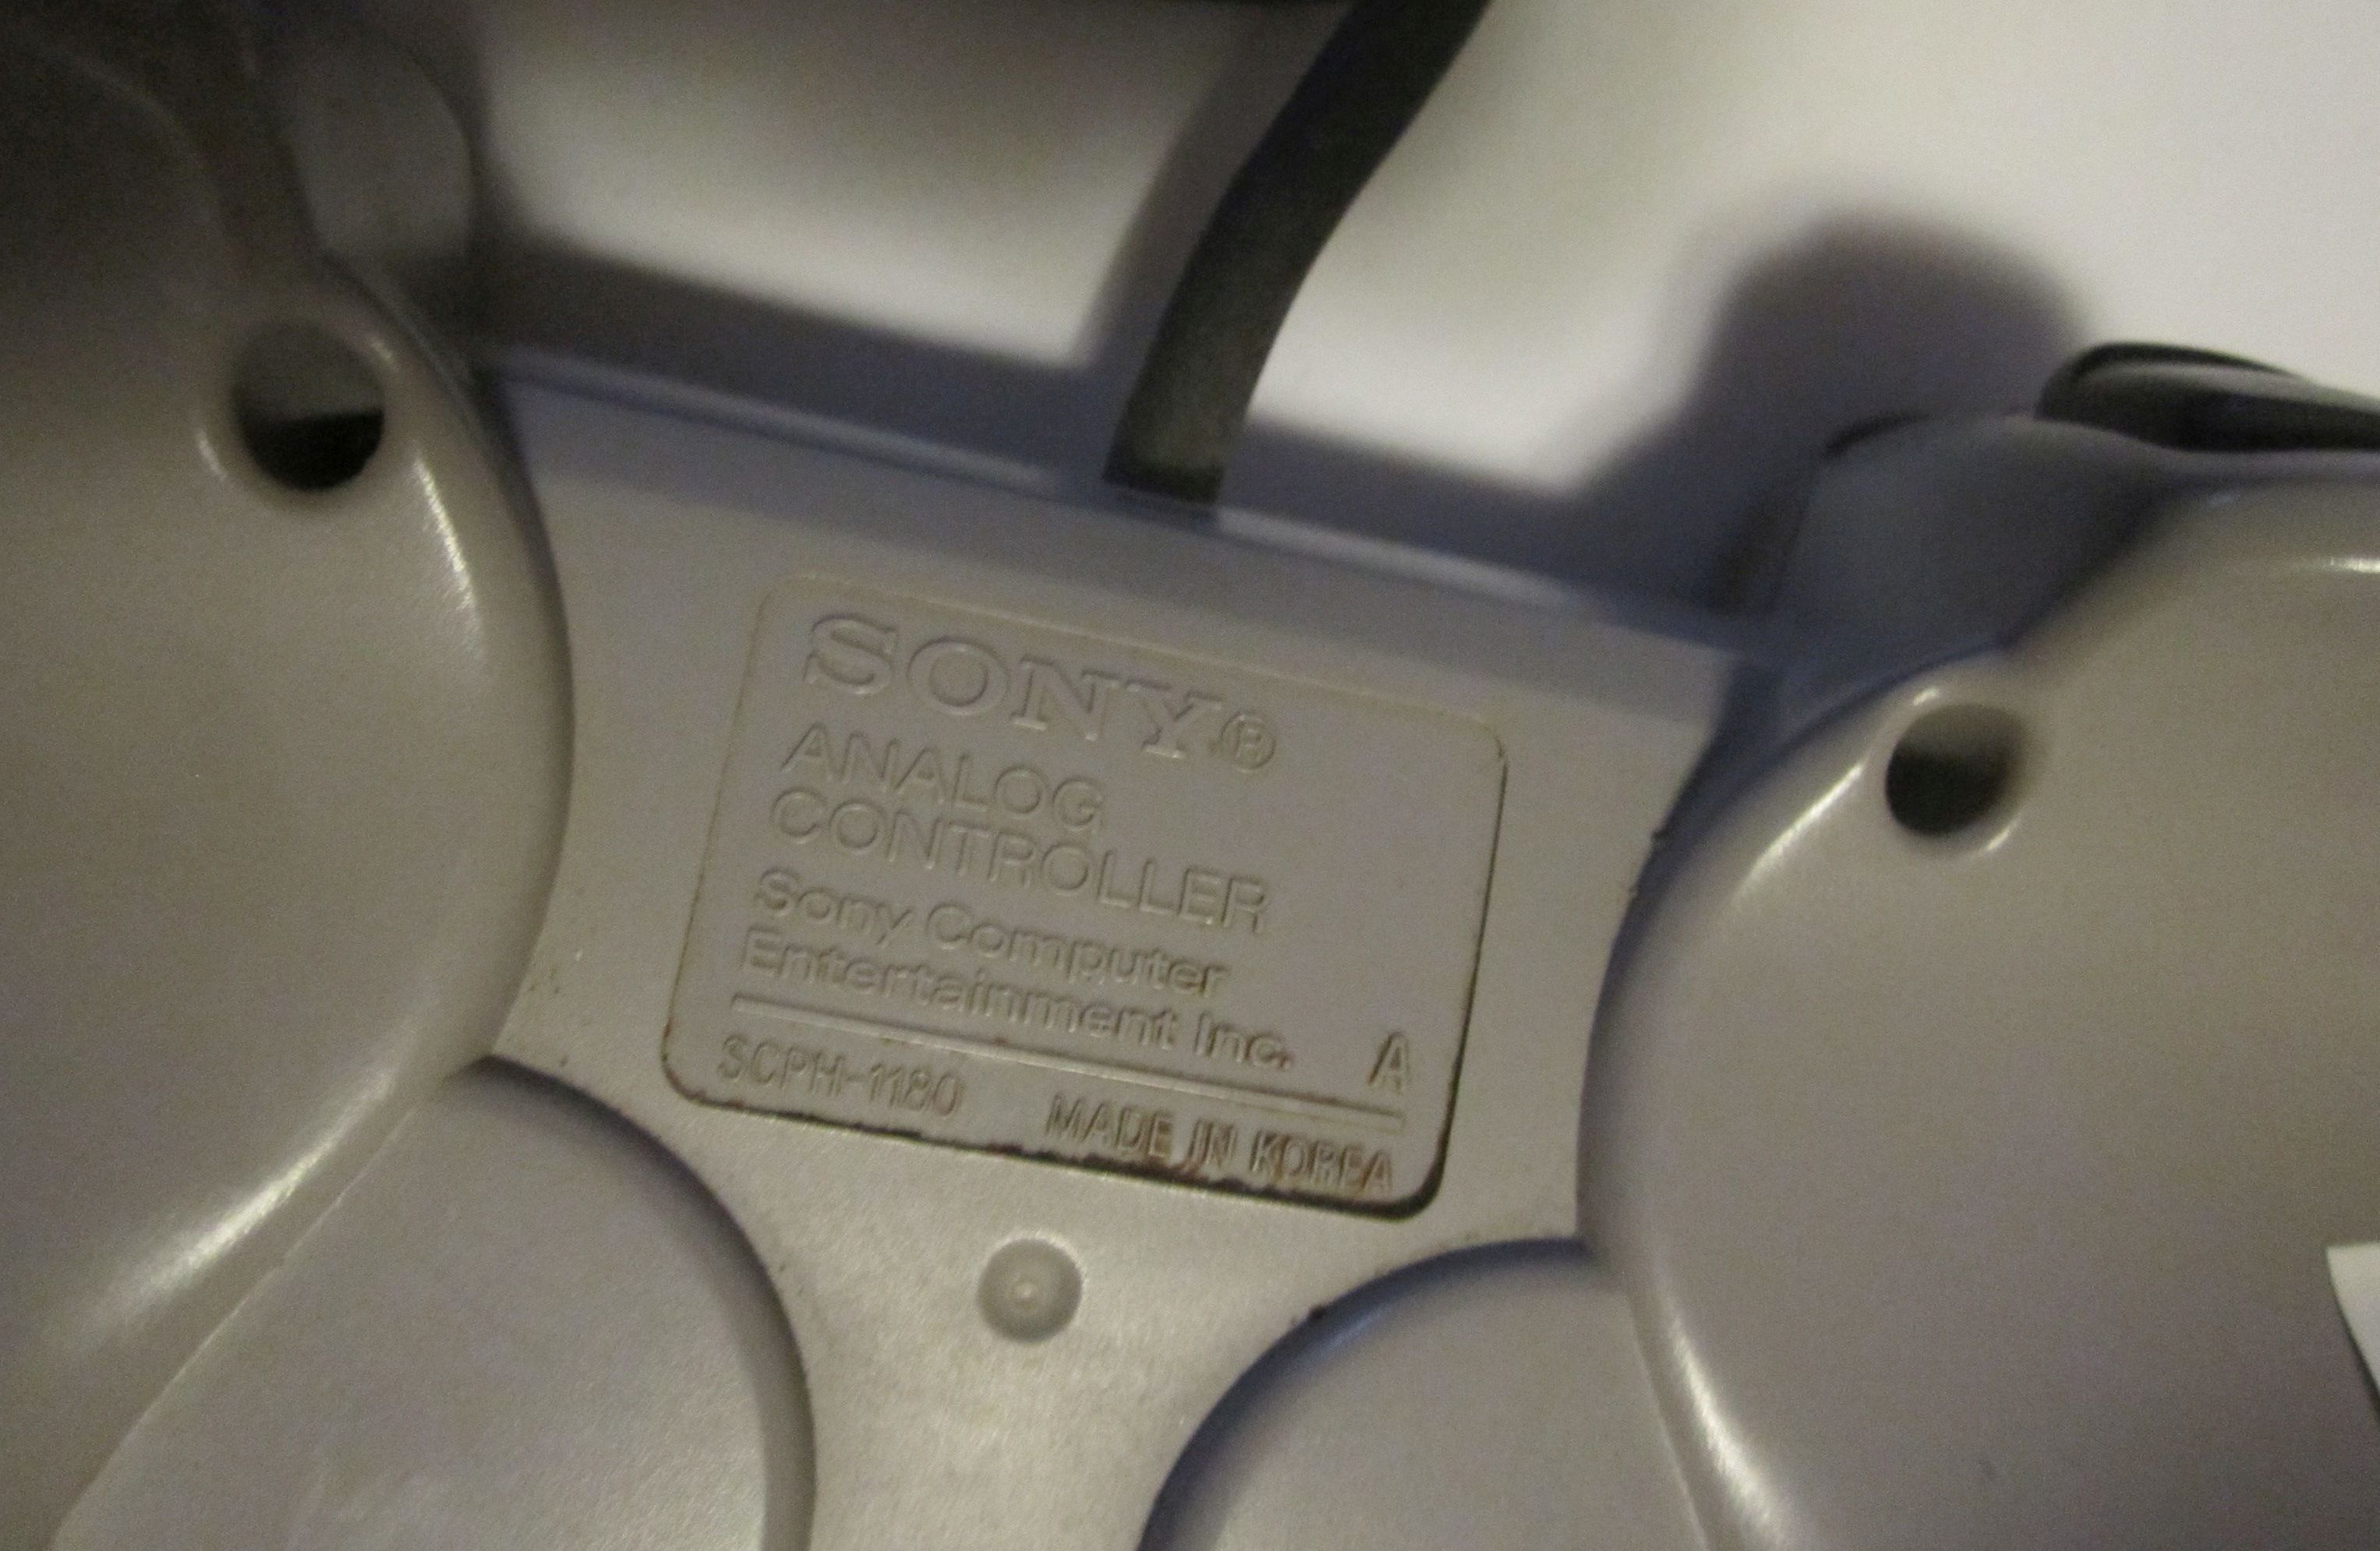 SONY®
ANALOG
CONTROLLER
Sony Computer
Entertainment Inc. A
SCPH-1180 MADE IN KOREA